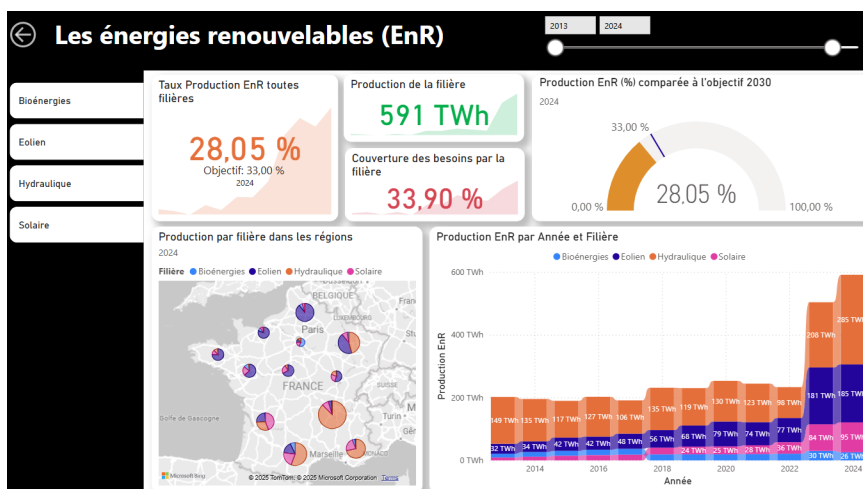 Les énergies renouvelables (EnR)
2013
2024
Bioénergies
Eolien
Hydraulique
Solaire
Taux Production EnR toutes
filières
28,05 %
Objectif: 33,00 %
2024
Production de la filière
591 TWh
Couverture des besoins par la
filière
33,90 %
Production EnR (%) comparée à l'objectif 2030
2024
33,00 %
0,00 %
28,05 %
100,00 %
Production par filière dans les régions
2024
Filière Bioénergies Eolien Hydraulique Solaire
BELGIQUE
LUXEMBOURG
Paris
FRANCE
SUISSE
Golfe de Gascogne
Turin
Marseille
MONACO
Microsoft Bing
© 2025 TomTom, © 2025 Microsoft Corporation Terms
Production EnR par Année et Filière
Bioénergies Eolien Hydraulique Solaire
Production EnR
600 TWh
400 TWh
200 TWh
0 TWh
149 TWh 135 TWh 117 TWh 127 TWh 106 TWh 135 TWh 119 TWh 130 TWh 123 TWh 98 TWh 208 TWh 285 TWh
32 TWh 34 TWh 42 TWh 42 TWh 48 TWh 56 TWh 68 TWh 79 TWh 74 TWh 77 TWh 181 TWh 185 TWh
24 TWh 25 TWh 28 TWh 36 TWh 84 TWh 95 TWh
30 TWh 26 TWh
2014 2016 2018 2020 2022 2024
Année